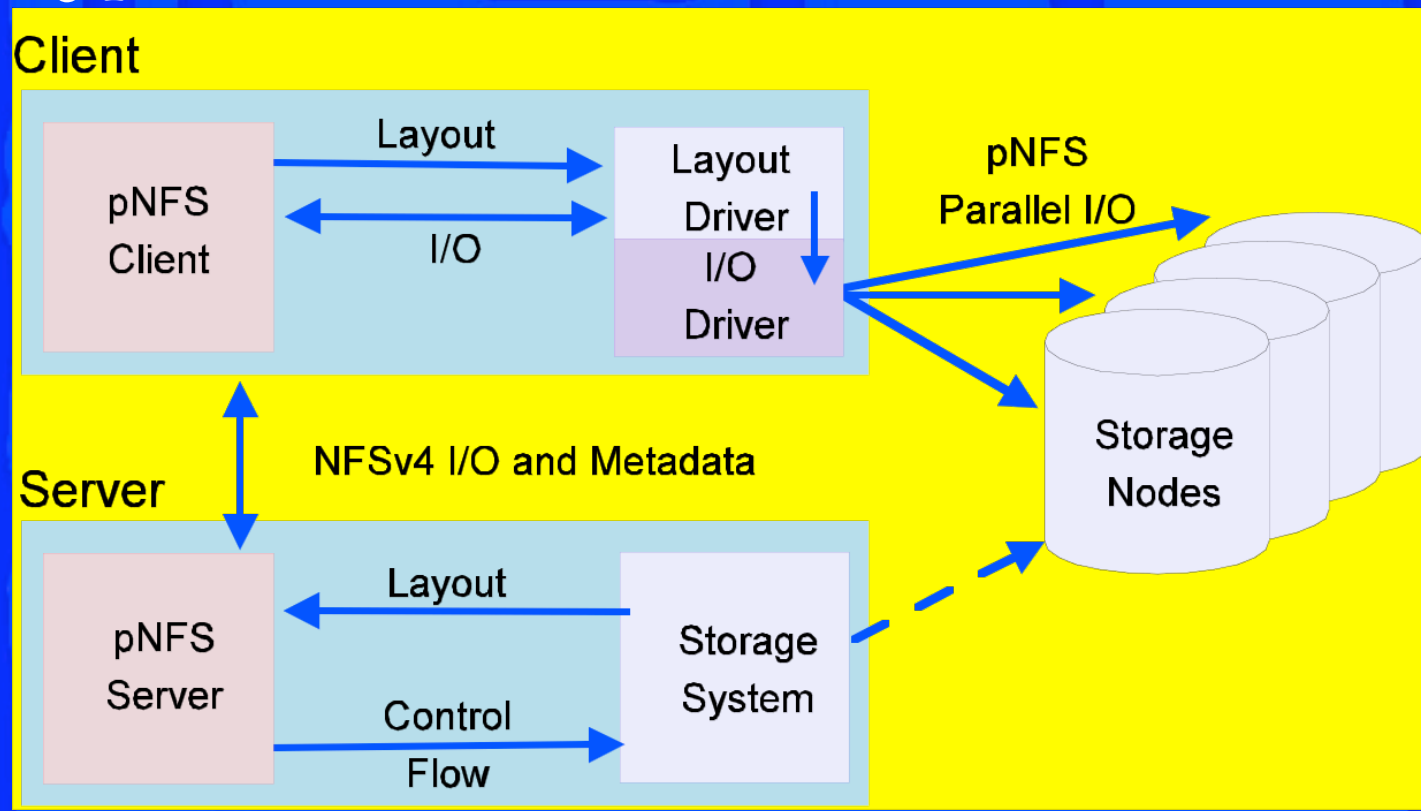 Client
pNFS
Client
Layout
I/O
Layout
Driver
I/O
Driver
pNFS
Parallel I/O
Storage
Nodes
NFSv4 I/O and Metadata
Server
pNFS
Server
Layout
Control
Flow
Storage
System